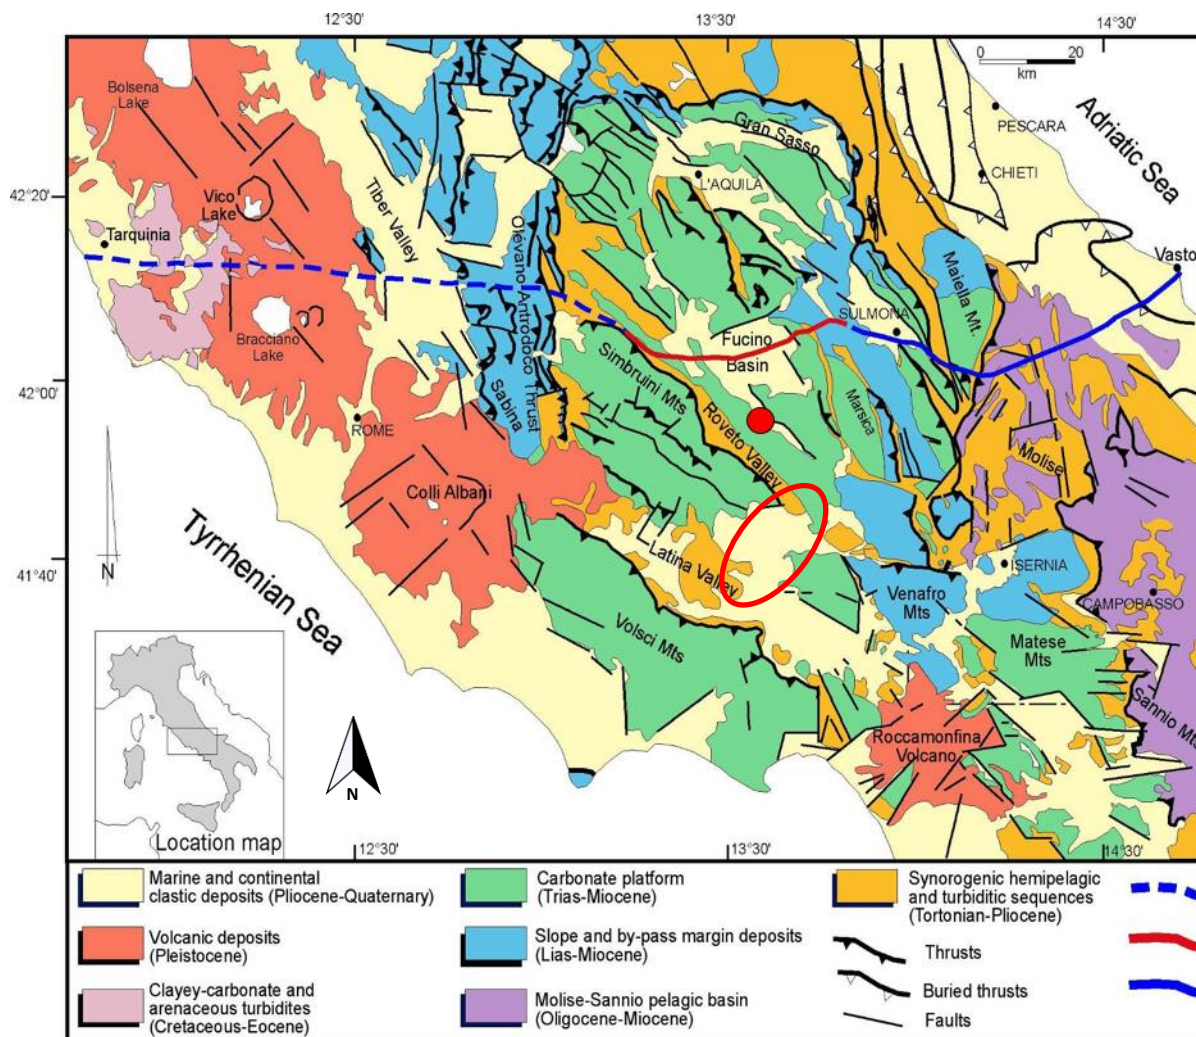 12°30'
13°30'
14°30'
0
20
km
Adriatic Sea
Bolsena
Lake
Gran Sasso
PESCARA
L'AQUILA
CHIETI
42°20'
Vico
Lake
Tiber Valley
Tarquinia
Olévano Antrodoco Thrust
Maiella Mt.
Vasto
SULMONA
Bracciano
Lake
Fucino
Basin
Simbruini Mts
42°00'
Sabina
Marsica
ROME
Roveto Valley
Molise
Colli Albani
Tyrrhenian Sea
Latina Valley
41°40'
N
ISERNIA
Venafro
Mts
CAMPOBASSO
Volsci Mts
Matese
Mts
Sannio Mts
Roccamonfina
Volcano
N
Location map
12°30'
13°30'
14°30'
Marine and continental
clastic deposits (Pliocene-Quaternary)
Volcanic deposits
(Pleistocene)
Clayey-carbonate and
arenaceous turbidites
(Cretaceous-Eocene)
Carbonate platform
(Trias-Miocene)
Slope and by-pass margin deposits
(Lias-Miocene)
Molise-Sannio pelagic basin
(Oligocene-Miocene)
Synorogenic hemipelagic
and turbiditic sequences
(Tortonian-Pliocene)
Thrusts
Buried thrusts
Faults